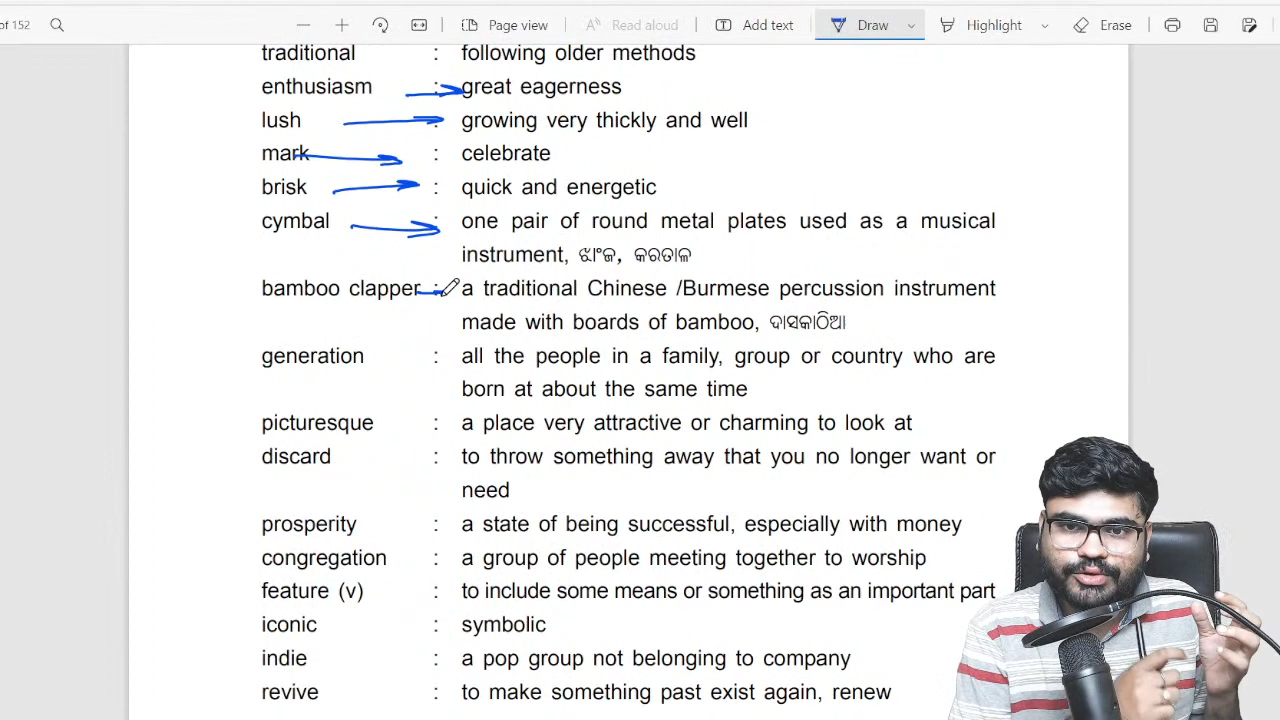 of 152
Page view
Read aloud
Add text
Draw
Highlight
Erase
traditional : following older methods
enthusiasm : great eagerness
lush : growing very thickly and well
mark : celebrate
brisk : quick and energetic
cymbal : one pair of round metal plates used as a musical
instrument, ଝାଂଜ, କରତାଳ
bamboo clapper : a traditional Chinese /Burmese percussion instrument
made with boards of bamboo, ଦାସକାଠିଆ
generation : all the people in a family, group or country who are
born at about the same time
picturesque : a place very attractive or charming to look at
discard : to throw something away that you no longer want or
need
prosperity : a state of being successful, especially with money
congregation : a group of people meeting together to worship
feature (v) : to include some means or something as an important part
iconic : symbolic
indie : a pop group not belonging to company
revive : to make something past exist again, renew